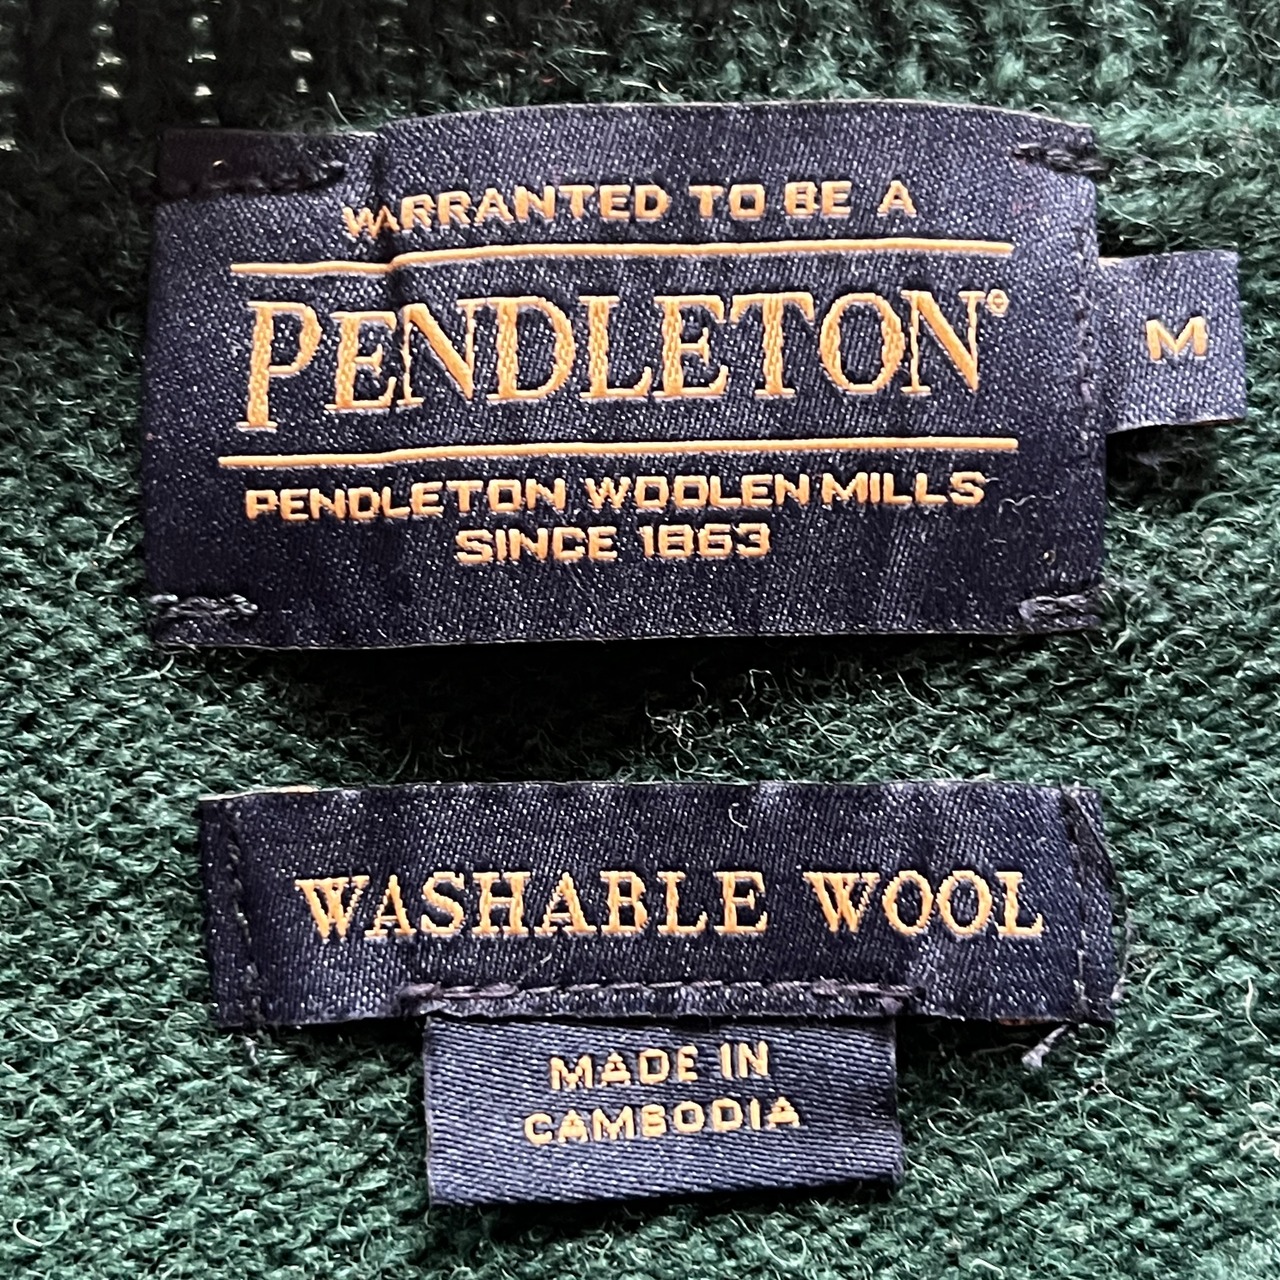 WARRANTED TO BE A
PENDLETON®
M
PENDLETON WOOLEN MILLS
SINCE 1863
WASHABLE WOOL
MADE IN
CAMBODIA